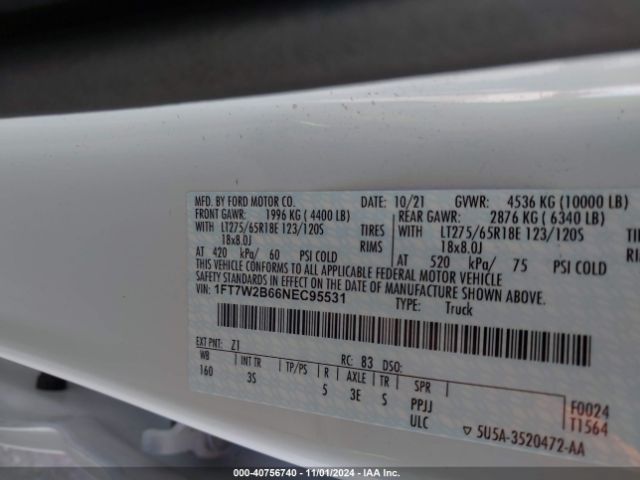 MFD. BY FORD MOTOR CO. DATE: 10/21 GVWR: 4536 KG (10000 LB)
FRONT GAWR: 1996 KG ( 4400 LB) REAR GAWR: 2876 KG ( 6340 LB)
WITH LT275/65R18E 123/120S TIRES WITH LT275/65R18E 123/120S TIRE
18x8.0J RIMS 18x8.0J RIMS
AT 420 kPa/ 60 PSI COLD AT 520 kPa/ 75 PSI COLD
THIS VEHICLE CONFORMS TO ALL APPLICABLE FEDERAL MOTOR VEHICLE
SAFETY STANDARDS IN EFFECT ON THE DATE OF MANUFACTURE SHOWN ABOVE.
VIN: 1FT7W2B66NEC95531
TYPE: Truck
EXT PNT: Z1 RC: 83 DSO:
WB INT TR TP/PS R AXLE TR SPR
160 3S 5 3E S PPJJ
ULC
F0024
T1564
▽ 5U5A-3520472-AA
000-40756740 - 11/01/2024 - IAA Inc.